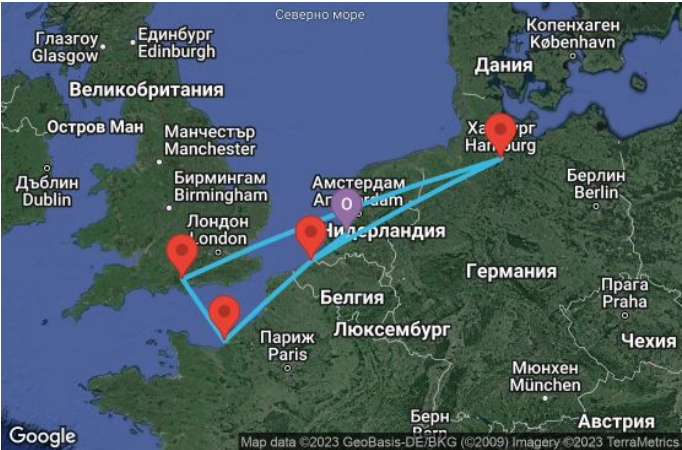 Северно море
Глазгоу
Glasgow
Единбург
Edinburgh
Копенхаген
København
Дания
Великобритания
Остров Ман
Манчестър
Manchester
Дъблин
Dublin
Бирмингам
Birmingham
Амстердам
Берлин
Berlin
Лондон
London
O
Нидерландия
Германия
Белгия
Прага
Praha
Париж
Paris
Люксембург
Чехия
Мюнхен
München
Берн
Bern
Австрия
Google
Map data ©2023 GeoBasis-DE/BKG (©2009) Imagery ©2023 TerraMetrics